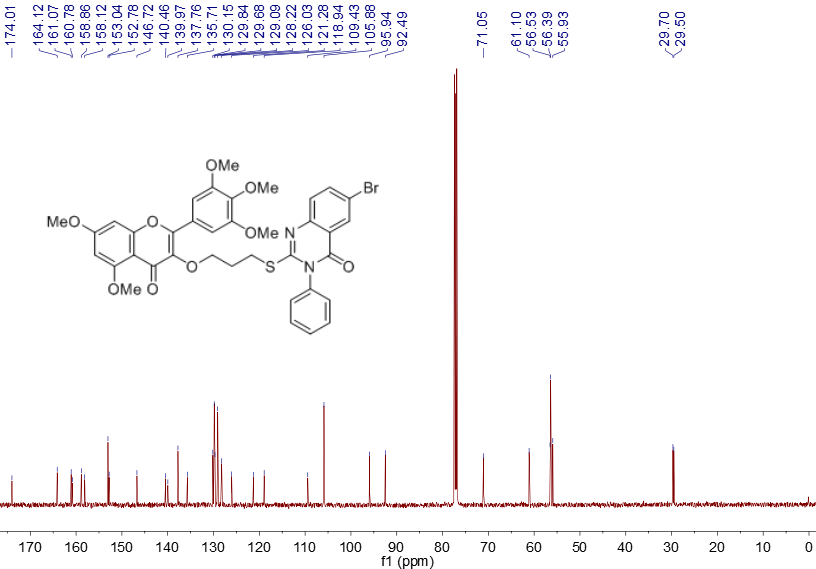 174.01
164.12
161.07
160.78
158.86
158.12
153.04
152.78
146.72
140.46
139.97
137.76
135.71
130.15
129.84
129.68
129.09
128.22
126.03
121.28
118.94
109.43
105.88
95.94
92.49
71.05
61.10
56.53
56.39
55.93
29.70
29.50
OMe
OMe
Br
MeO
O
OMe
N
O
S
N
O
OMe
O
170 160 150 140 130 120 110 100 90 80 70 60 50 40 30 20 10 0
f1 (ppm)